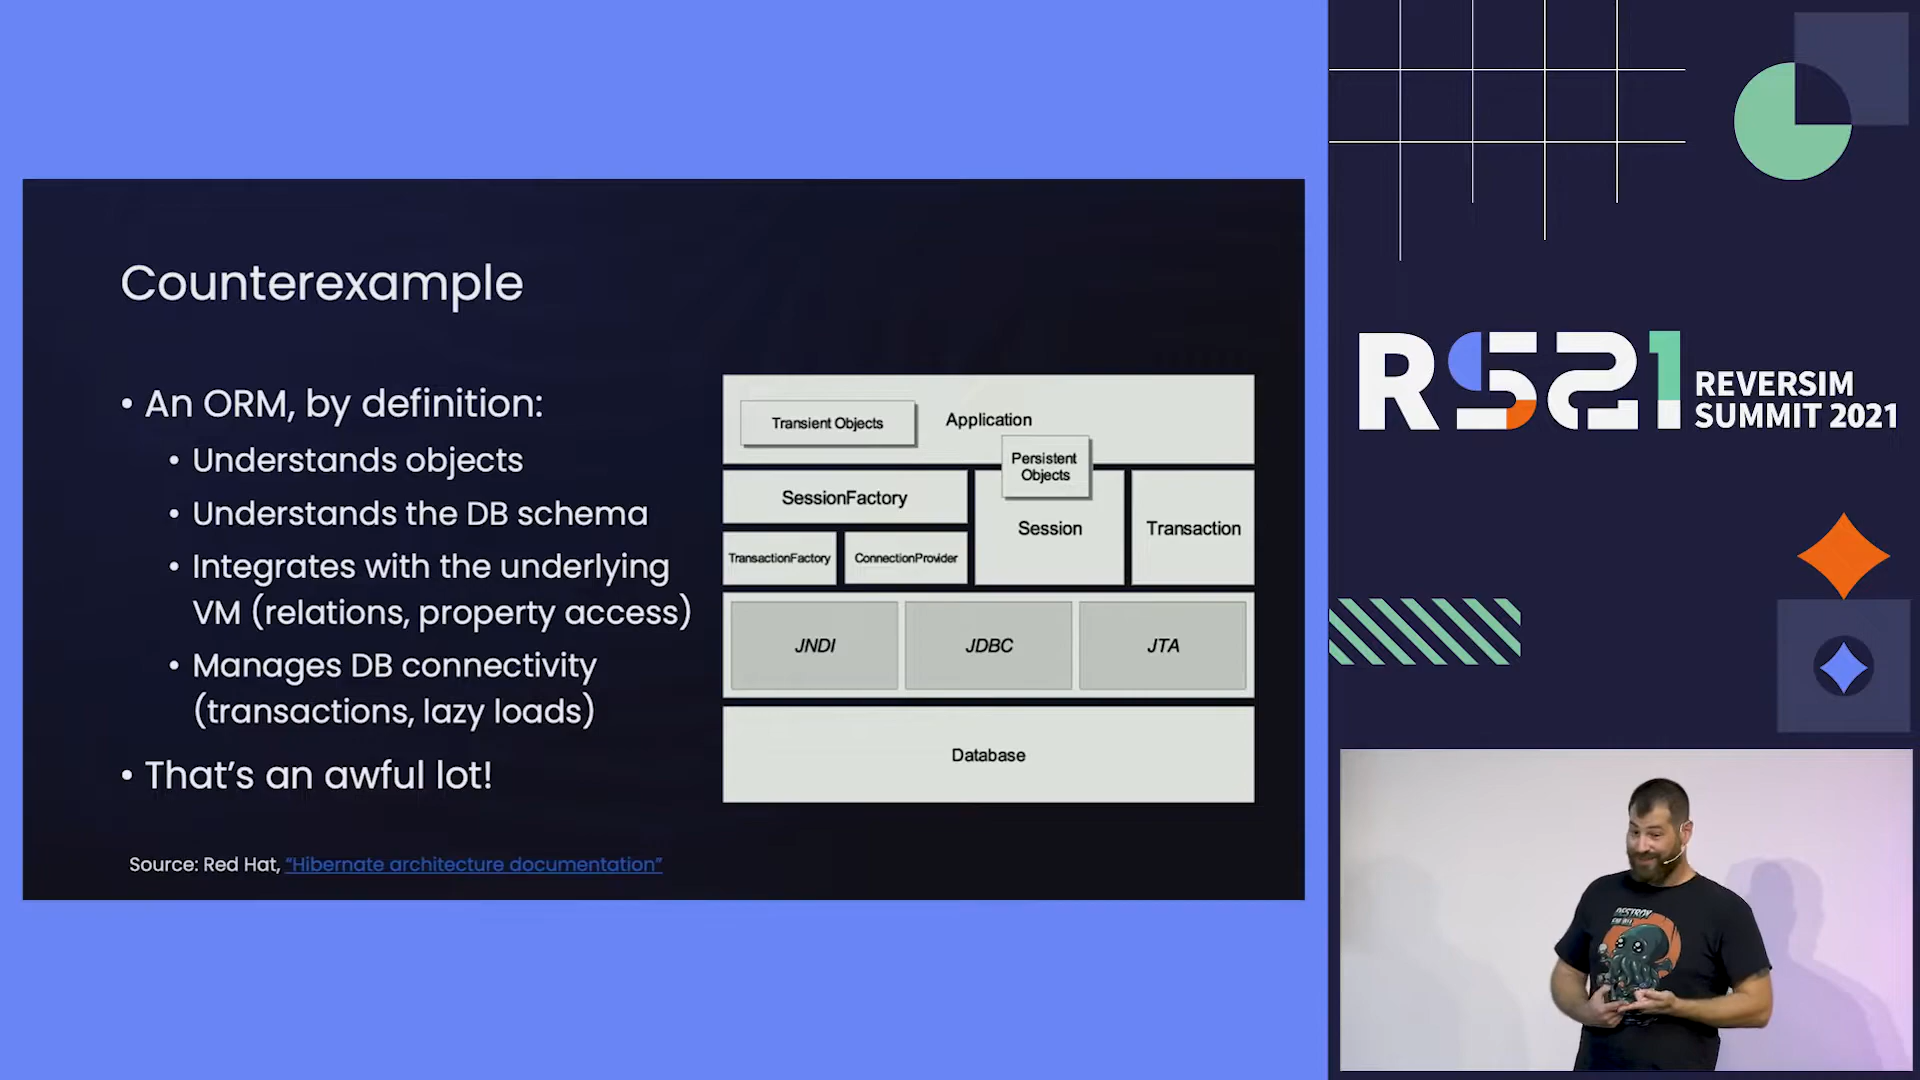 Counterexample
• An ORM, by definition:
• Understands objects
• Understands the DB schema
• Integrates with the underlying
VM (relations, property access)
• Manages DB connectivity
(transactions, lazy loads)
• That’s an awful lot!
Source: Red Hat, “Hibernate architecture documentation”
Transient Objects
Application
Persistent
Objects
SessionFactory
Session
Transaction
TransactionFactory
ConnectionProvider
JNDI
JDBC
JTA
Database
RS21
REVERSIM
SUMMIT 2021
DESTROY